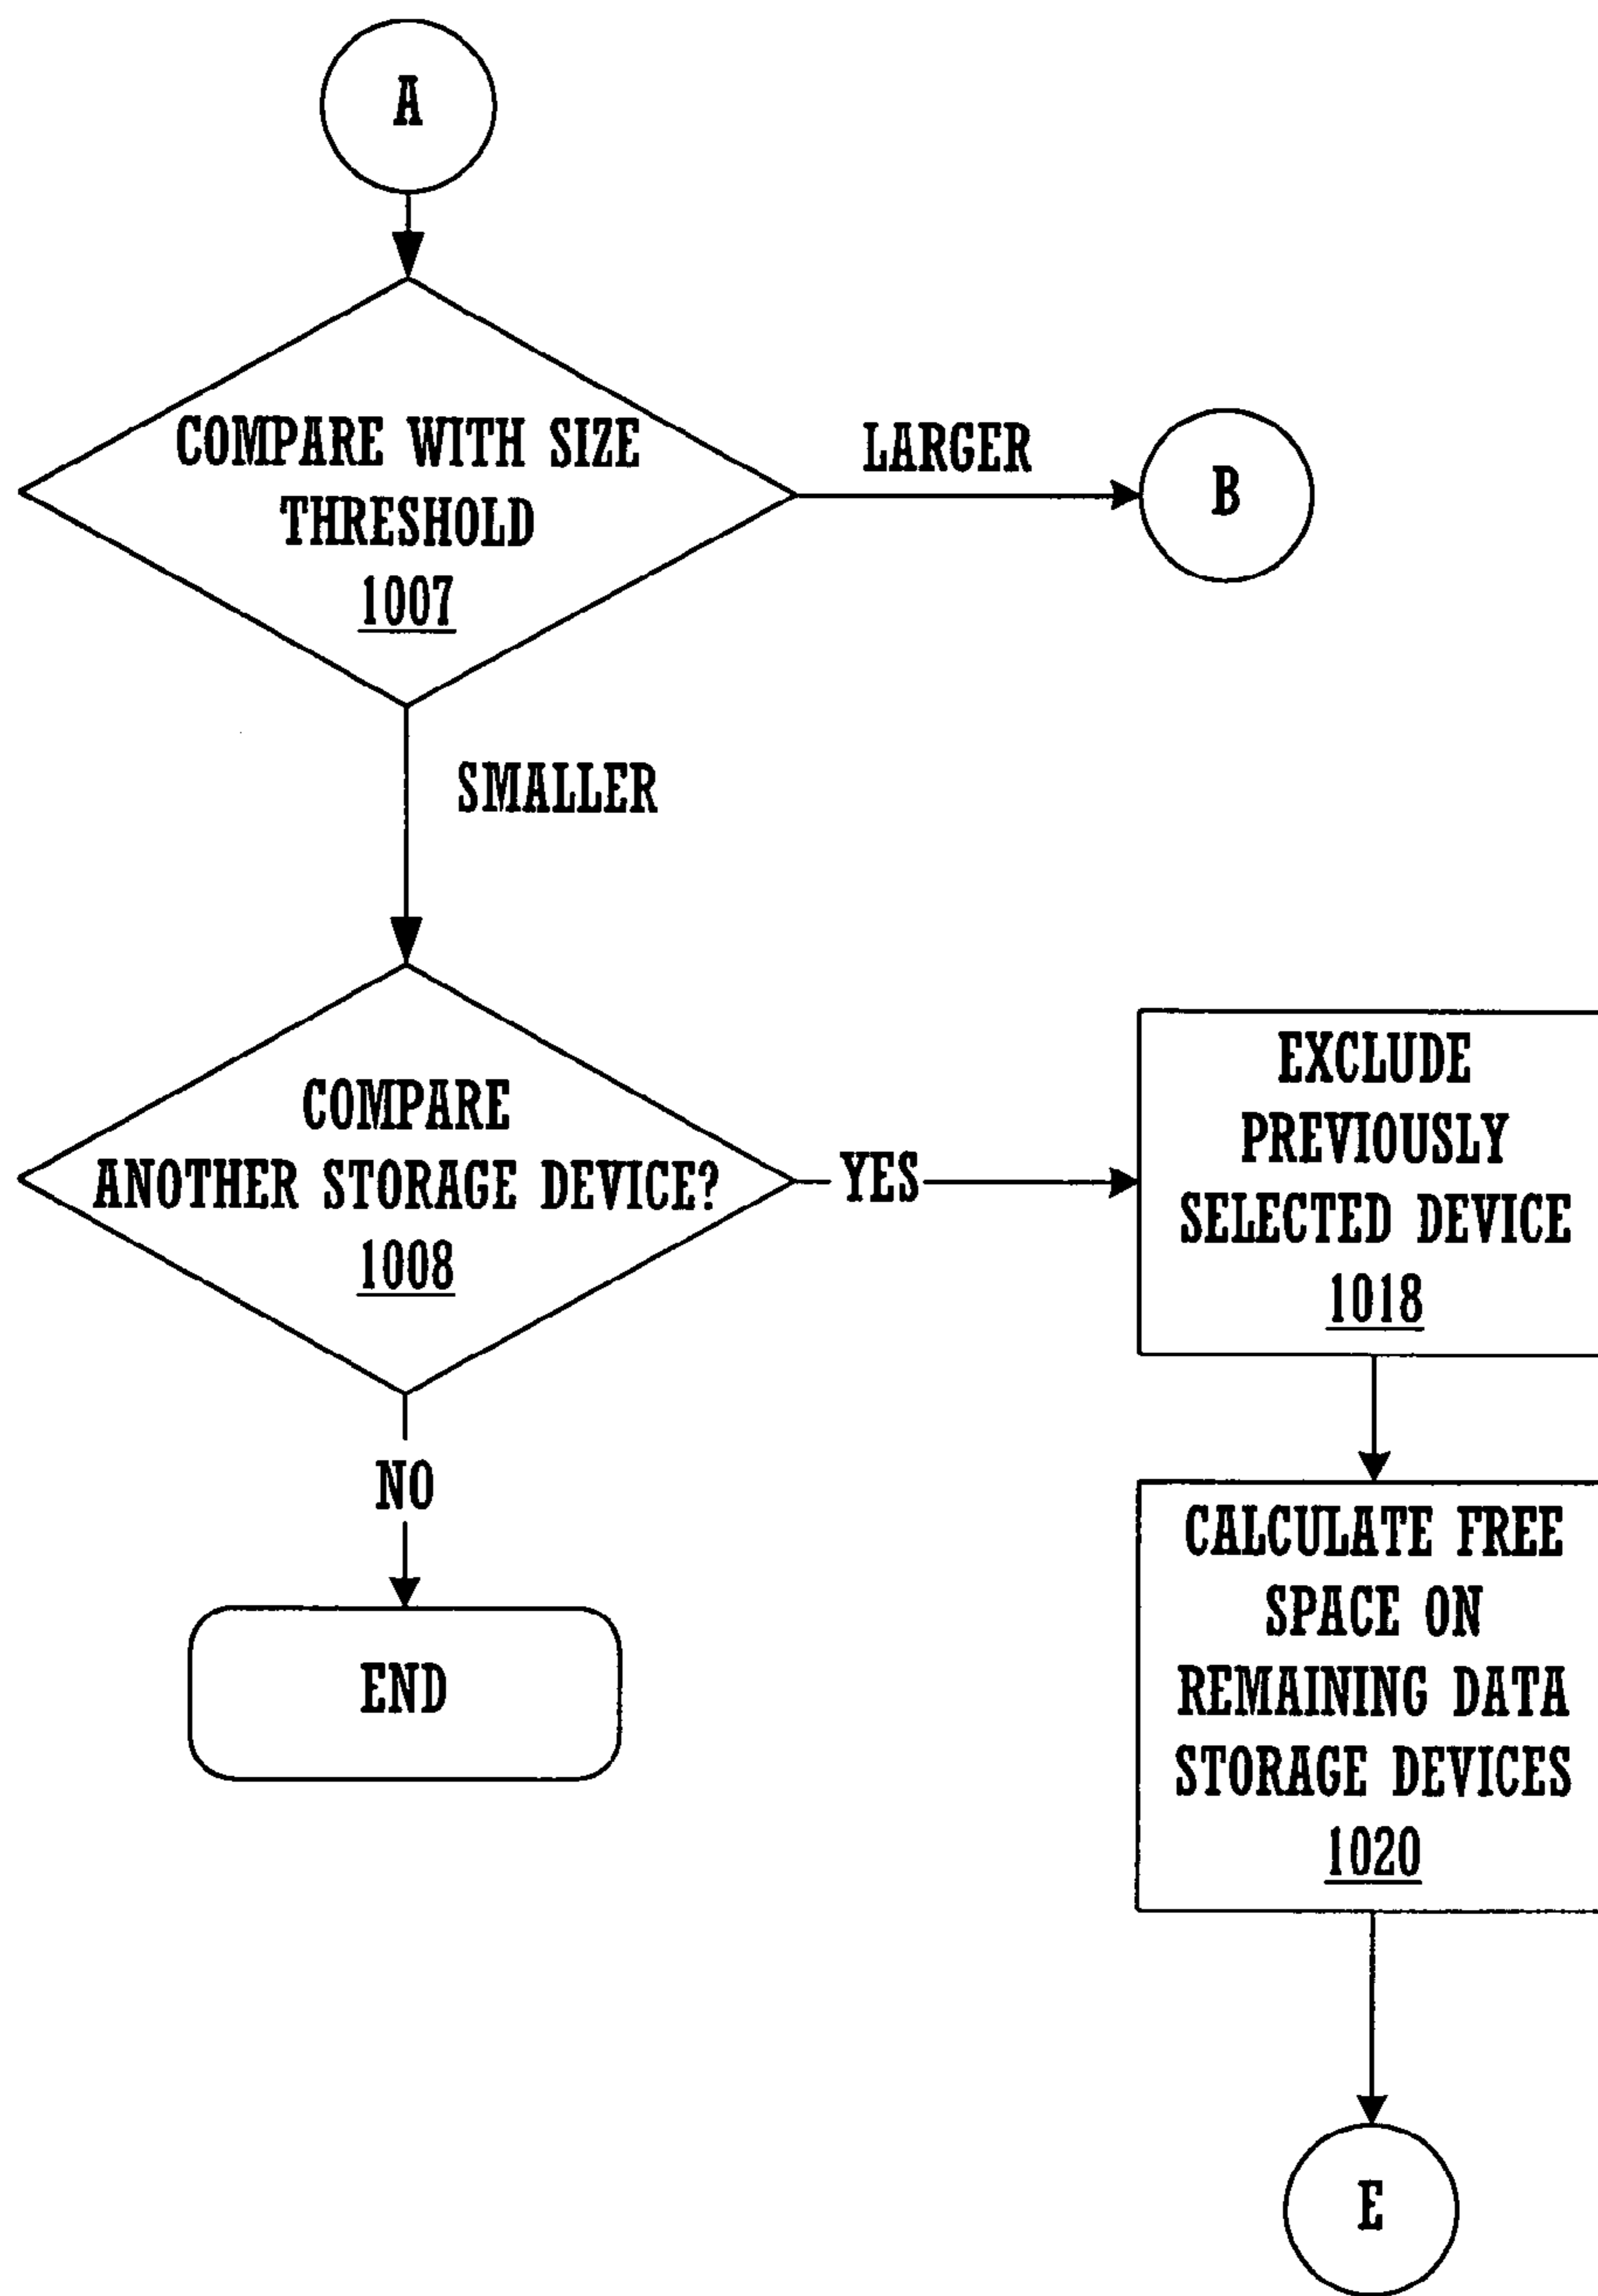 A
COMPARE WITH SIZE
THRESHOLD
1007
LARGER
B
SMALLER
COMPARE
ANOTHER STORAGE DEVICE?
1008
YES
EXCLUDE
PREVIOUSLY
SELECTED DEVICE
1018
NO
END
CALCULATE FREE
SPACE ON
REMAINING DATA
STORAGE DEVICES
1020
E